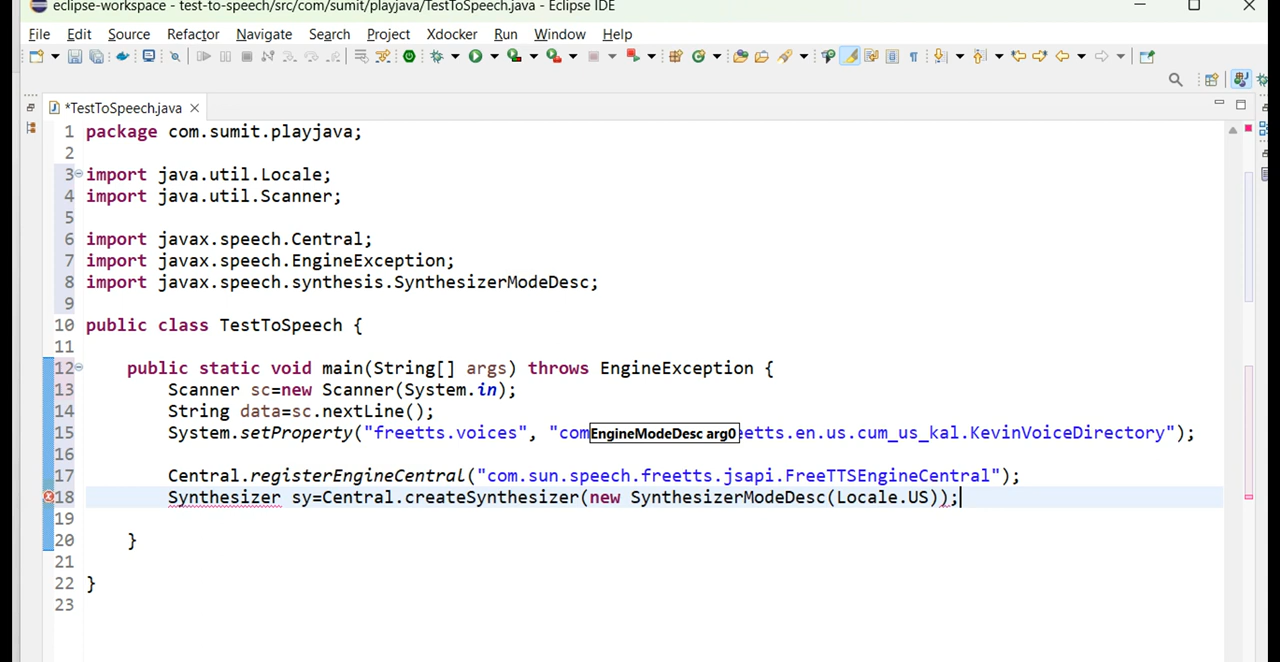 eclipse-workspace - test-to-speech/src/com/sumit/playjava/TestToSpeech.java - Eclipse IDE
File Edit Source Refactor Navigate Search Project Xdocker Run Window Help
*TestToSpeech.java
1 package com.sumit.playjava;
2
3 import java.util.Locale;
4 import java.util.Scanner;
5
6 import javax.speech.Central;
7 import javax.speech.EngineException;
8 import javax.speech.synthesis.SynthesizerModeDesc;
9
10 public class TestToSpeech {
11
12 public static void main(String[] args) throws EngineException {
13 Scanner sc=new Scanner(System.in);
14 String data=sc.nextLine();
15 System.setProperty("freetts.voices", "com EngineModeDesc arg0 eetts.en.us.cum_us_kal.KevinVoiceDirectory");
16
17 Central.registerEngineCentral("com.sun.speech.freetts.jsapi.FreeTTSEngineCentral");
18 Synthesizer sy=Central.createSynthesizer(new SynthesizerModeDesc(Locale.US));
19
20 }
21
22 }
23